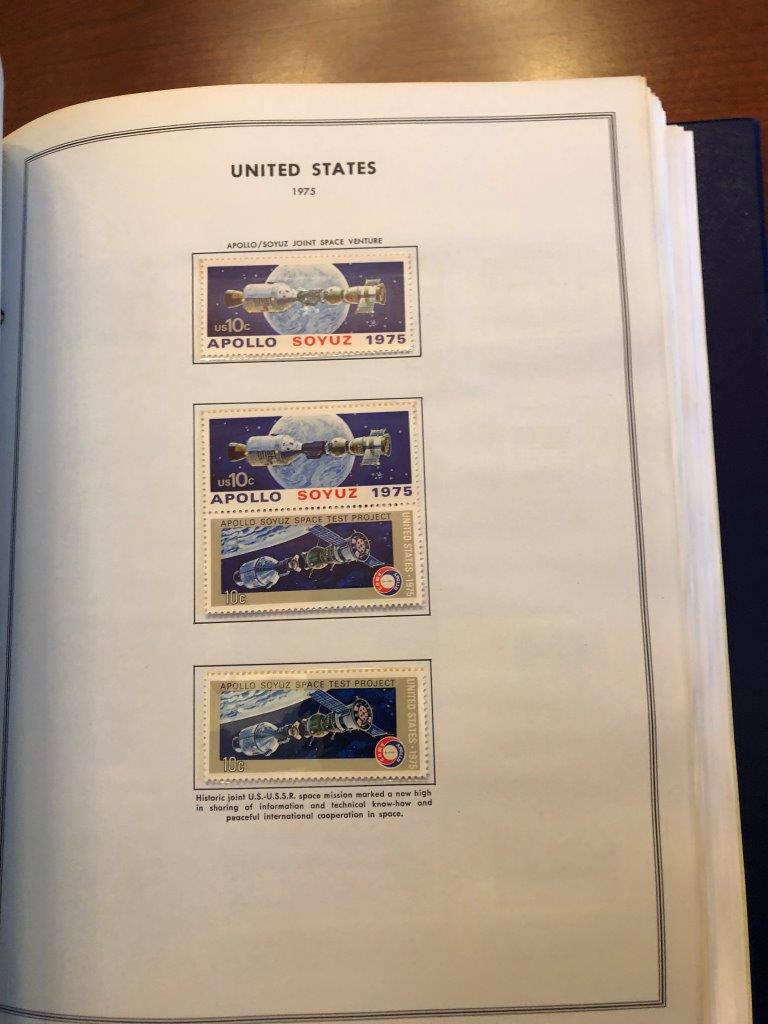 UNITED STATES
1975
APOLLO/SOYUZ JOINT SPACE VENTURE
US10c
APOLLO SOYUZ 1975
US10c
APOLLO SOYUZ 1975
APOLLO SOYUZ SPACE TEST PROJECT
UNITED STATES · 1975
10c
APOLLO
APOLLO SOYUZ SPACE TEST PROJECT
UNITED STATES · 1975
10c
APOLLO
Historic joint U.S.-U.S.S.R. space mission marked a new high
in sharing of information and technical know-how and
peaceful international cooperation in space.